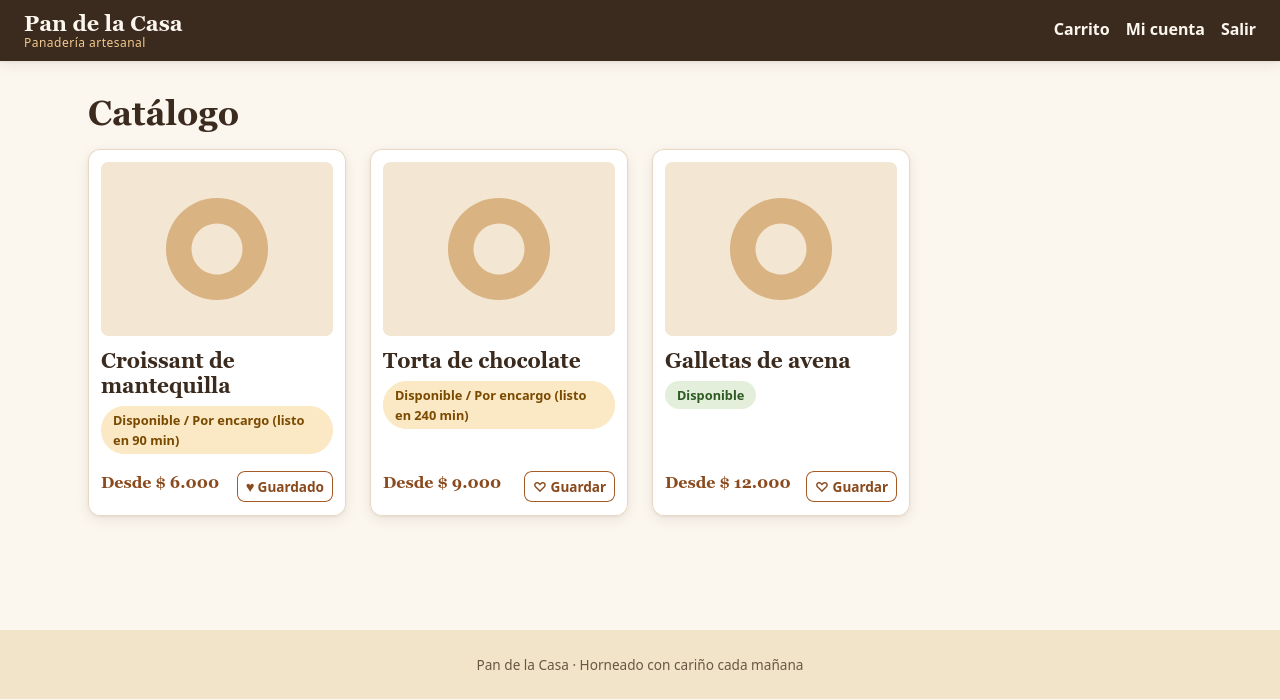 Pan de la Casa
Panadería artesanal
Carrito Mi cuenta Salir
Catálogo
Croissant de
mantequilla
Disponible / Por encargo (listo
en 90 min)
Desde $ 6.000
♥ Guardado
Torta de chocolate
Disponible / Por encargo (listo
en 240 min)
Desde $ 9.000
♡ Guardar
Galletas de avena
Disponible
Desde $ 12.000
♡ Guardar
Pan de la Casa · Horneado con cariño cada mañana